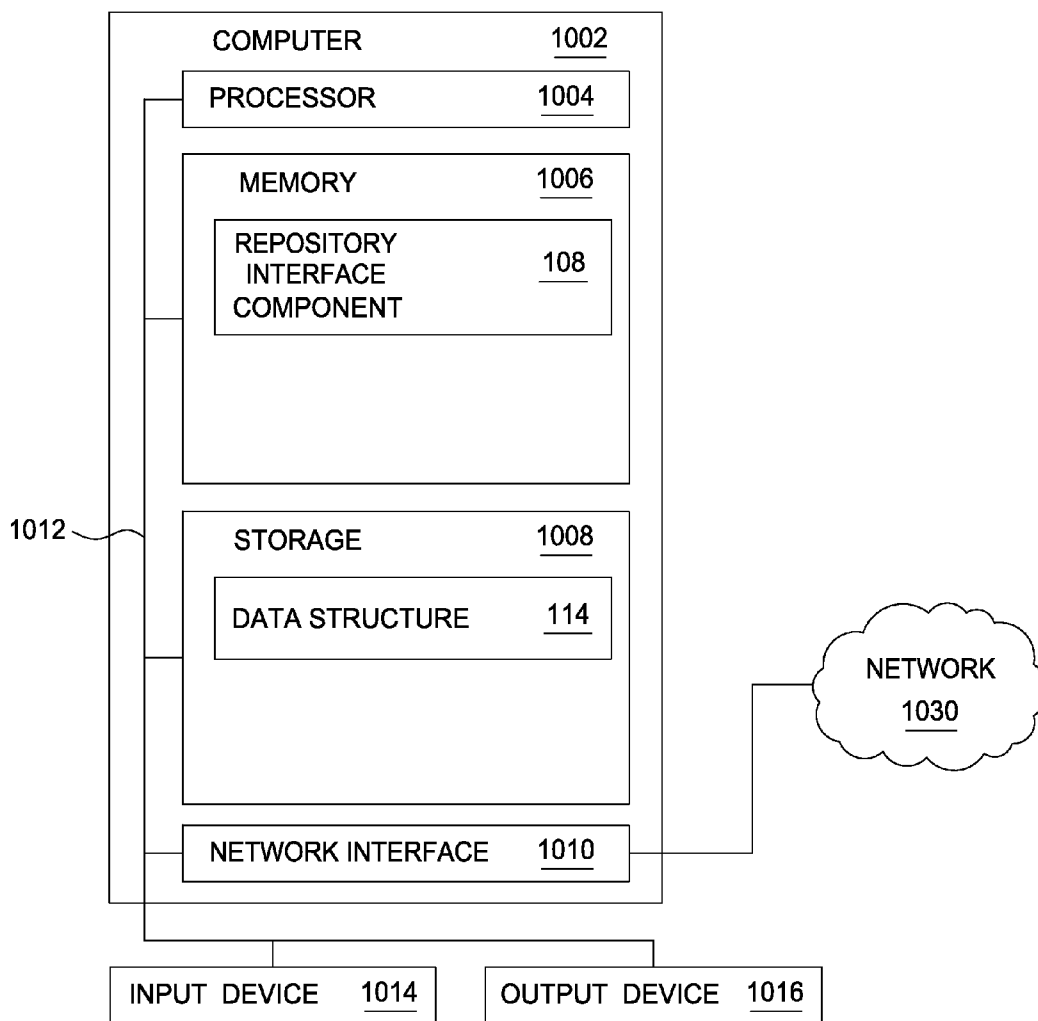 COMPUTER 1002
PROCESSOR 1004
MEMORY 1006
REPOSITORY
INTERFACE 108
COMPONENT
1012
STORAGE 1008
DATA STRUCTURE 114
NETWORK
1030
NETWORK INTERFACE 1010
INPUT DEVICE 1014
OUTPUT DEVICE 1016